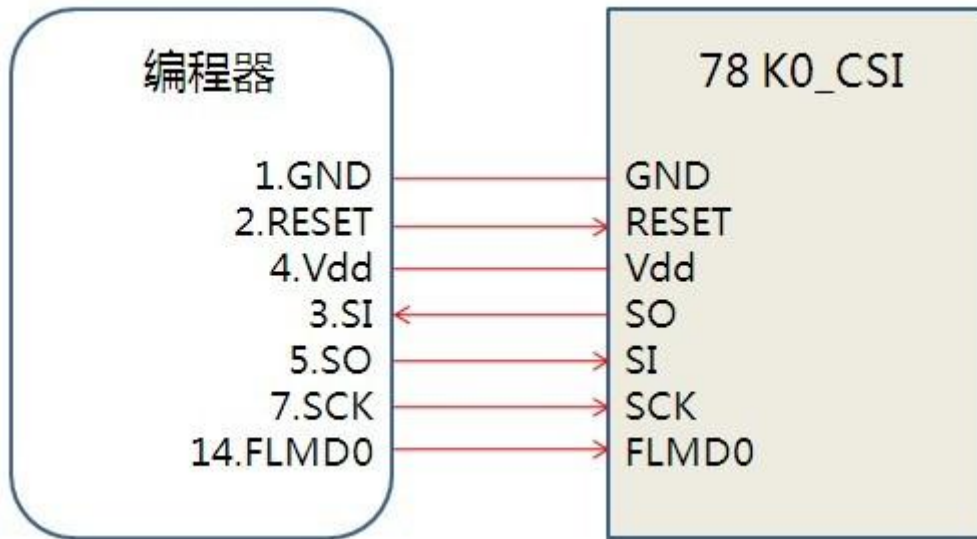 编程器
1.GND
2.RESET
4.Vdd
3.SI
5.SO
7.SCK
14.FLMD0
78 K0_CSI
GND
RESET
Vdd
SO
SI
SCK
FLMD0